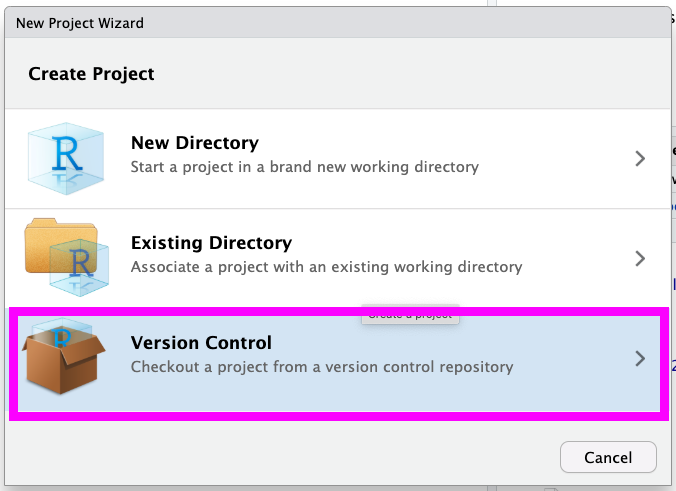 New Project Wizard
Create Project
R
New Directory
Start a project in a brand new working directory
R
Existing Directory
Associate a project with an existing working directory
Create a project
R
Version Control
Checkout a project from a version control repository
Cancel